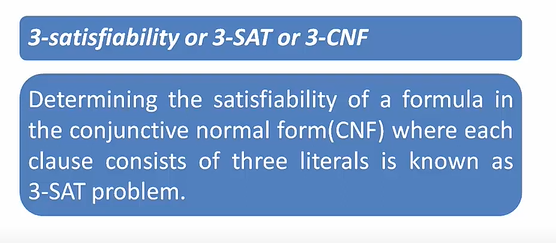 3-satisfiability or 3-SAT or 3-CNF
Determining the satisfiability of a formula in
the conjunctive normal form(CNF) where each
clause consists of three literals is known as
3-SAT problem.